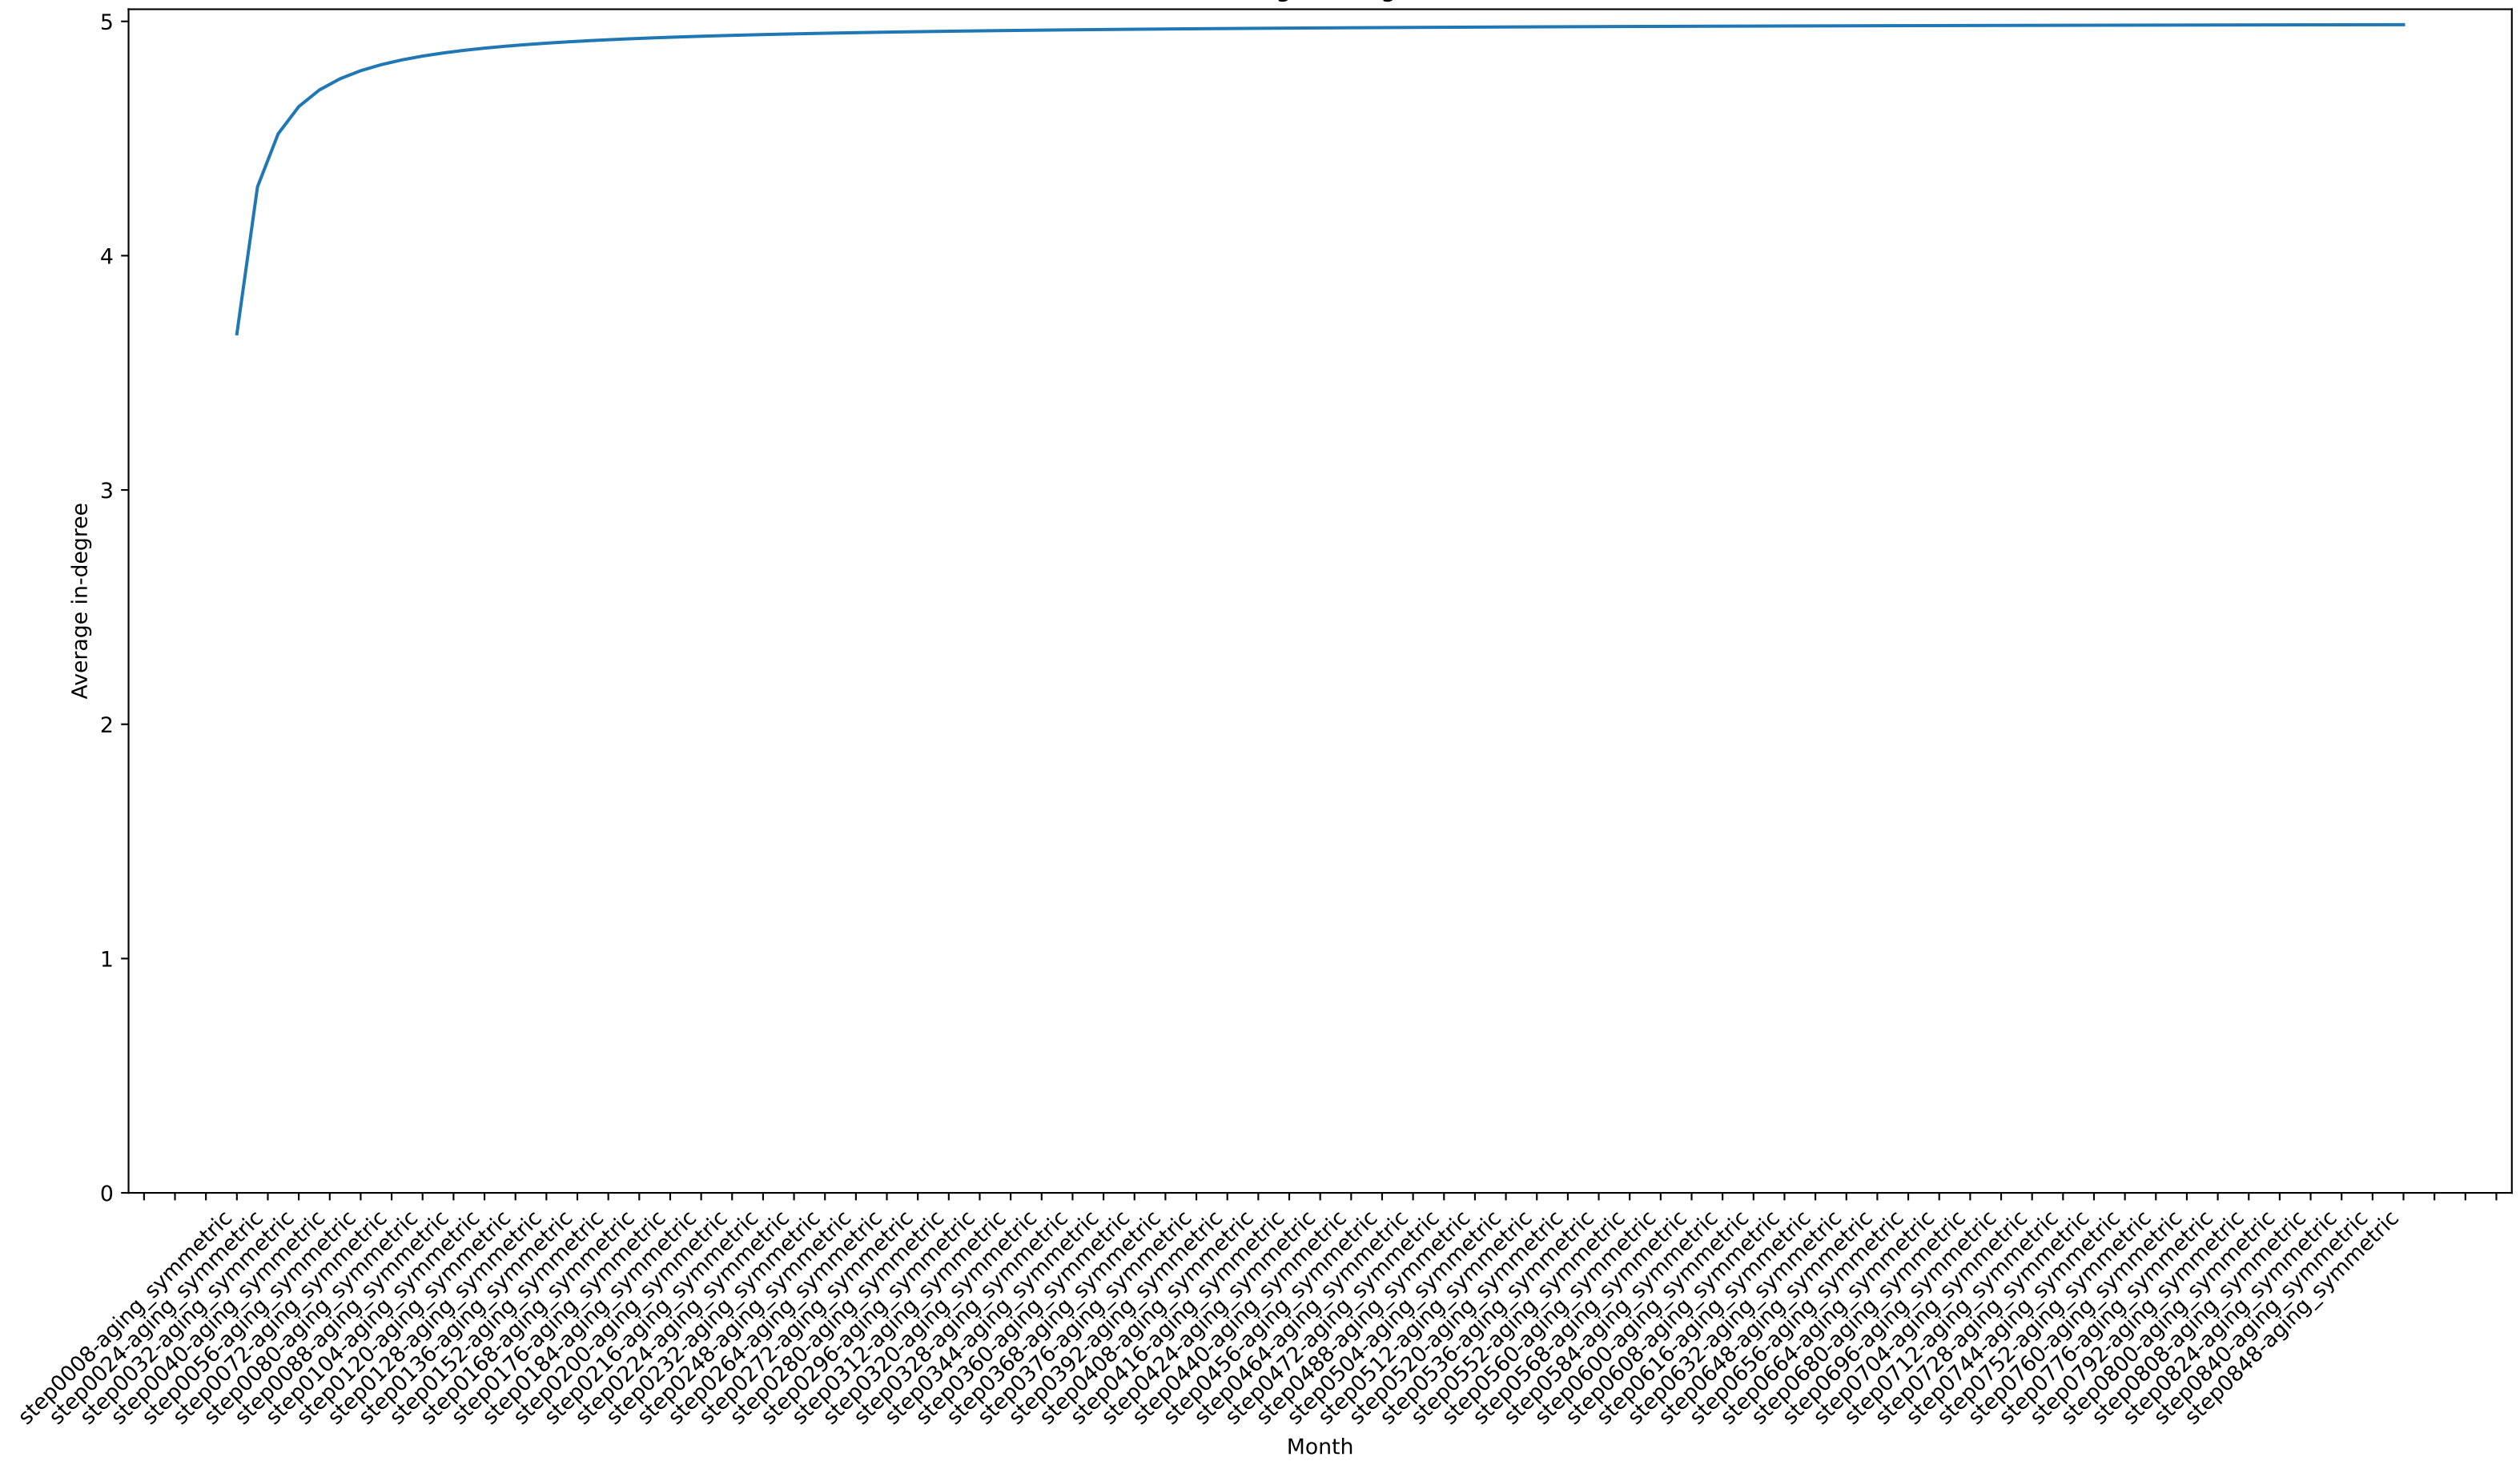 5
4
3
2
1
0
Average in-degree
step0008-aging_symmetric
step0024-aging_symmetric
step0032-aging_symmetric
step0040-aging_symmetric
step0056-aging_symmetric
step0072-aging_symmetric
step0080-aging_symmetric
step0088-aging_symmetric
step0104-aging_symmetric
step0120-aging_symmetric
step0128-aging_symmetric
step0136-aging_symmetric
step0152-aging_symmetric
step0168-aging_symmetric
step0176-aging_symmetric
step0184-aging_symmetric
step0200-aging_symmetric
step0216-aging_symmetric
step0224-aging_symmetric
step0232-aging_symmetric
step0248-aging_symmetric
step0264-aging_symmetric
step0272-aging_symmetric
step0280-aging_symmetric
step0296-aging_symmetric
step0312-aging_symmetric
step0320-aging_symmetric
step0328-aging_symmetric
step0344-aging_symmetric
step0360-aging_symmetric
step0368-aging_symmetric
step0376-aging_symmetric
step0392-aging_symmetric
step0408-aging_symmetric
step0416-aging_symmetric
step0424-aging_symmetric
step0440-aging_symmetric
step0456-aging_symmetric
step0464-aging_symmetric
step0472-aging_symmetric
step0488-aging_symmetric
step0504-aging_symmetric
step0512-aging_symmetric
step0520-aging_symmetric
step0536-aging_symmetric
step0552-aging_symmetric
step0560-aging_symmetric
step0568-aging_symmetric
step0584-aging_symmetric
step0600-aging_symmetric
step0608-aging_symmetric
step0616-aging_symmetric
step0632-aging_symmetric
step0648-aging_symmetric
step0656-aging_symmetric
step0664-aging_symmetric
step0680-aging_symmetric
step0696-aging_symmetric
step0704-aging_symmetric
step0712-aging_symmetric
step0728-aging_symmetric
step0744-aging_symmetric
step0752-aging_symmetric
step0760-aging_symmetric
step0776-aging_symmetric
step0792-aging_symmetric
step0800-aging_symmetric
step0808-aging_symmetric
step0824-aging_symmetric
step0840-aging_symmetric
step0848-aging_symmetric
Month